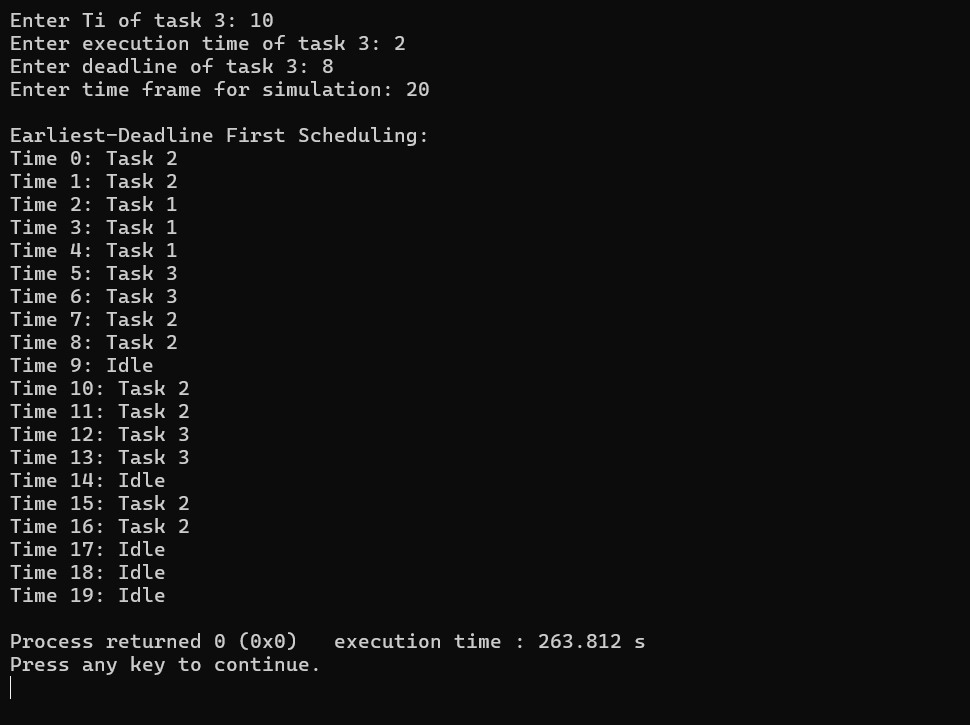 Enter Ti of task 3: 10
Enter execution time of task 3: 2
Enter deadline of task 3: 8
Enter time frame for simulation: 20
Earliest-Deadline First Scheduling:
Time 0: Task 2
Time 1: Task 2
Time 2: Task 1
Time 3: Task 1
Time 4: Task 1
Time 5: Task 3
Time 6: Task 3
Time 7: Task 2
Time 8: Task 2
Time 9: Idle
Time 10: Task 2
Time 11: Task 2
Time 12: Task 3
Time 13: Task 3
Time 14: Idle
Time 15: Task 2
Time 16: Task 2
Time 17: Idle
Time 18: Idle
Time 19: Idle
Process returned 0 (0x0)   execution time : 263.812 s
Press any key to continue.